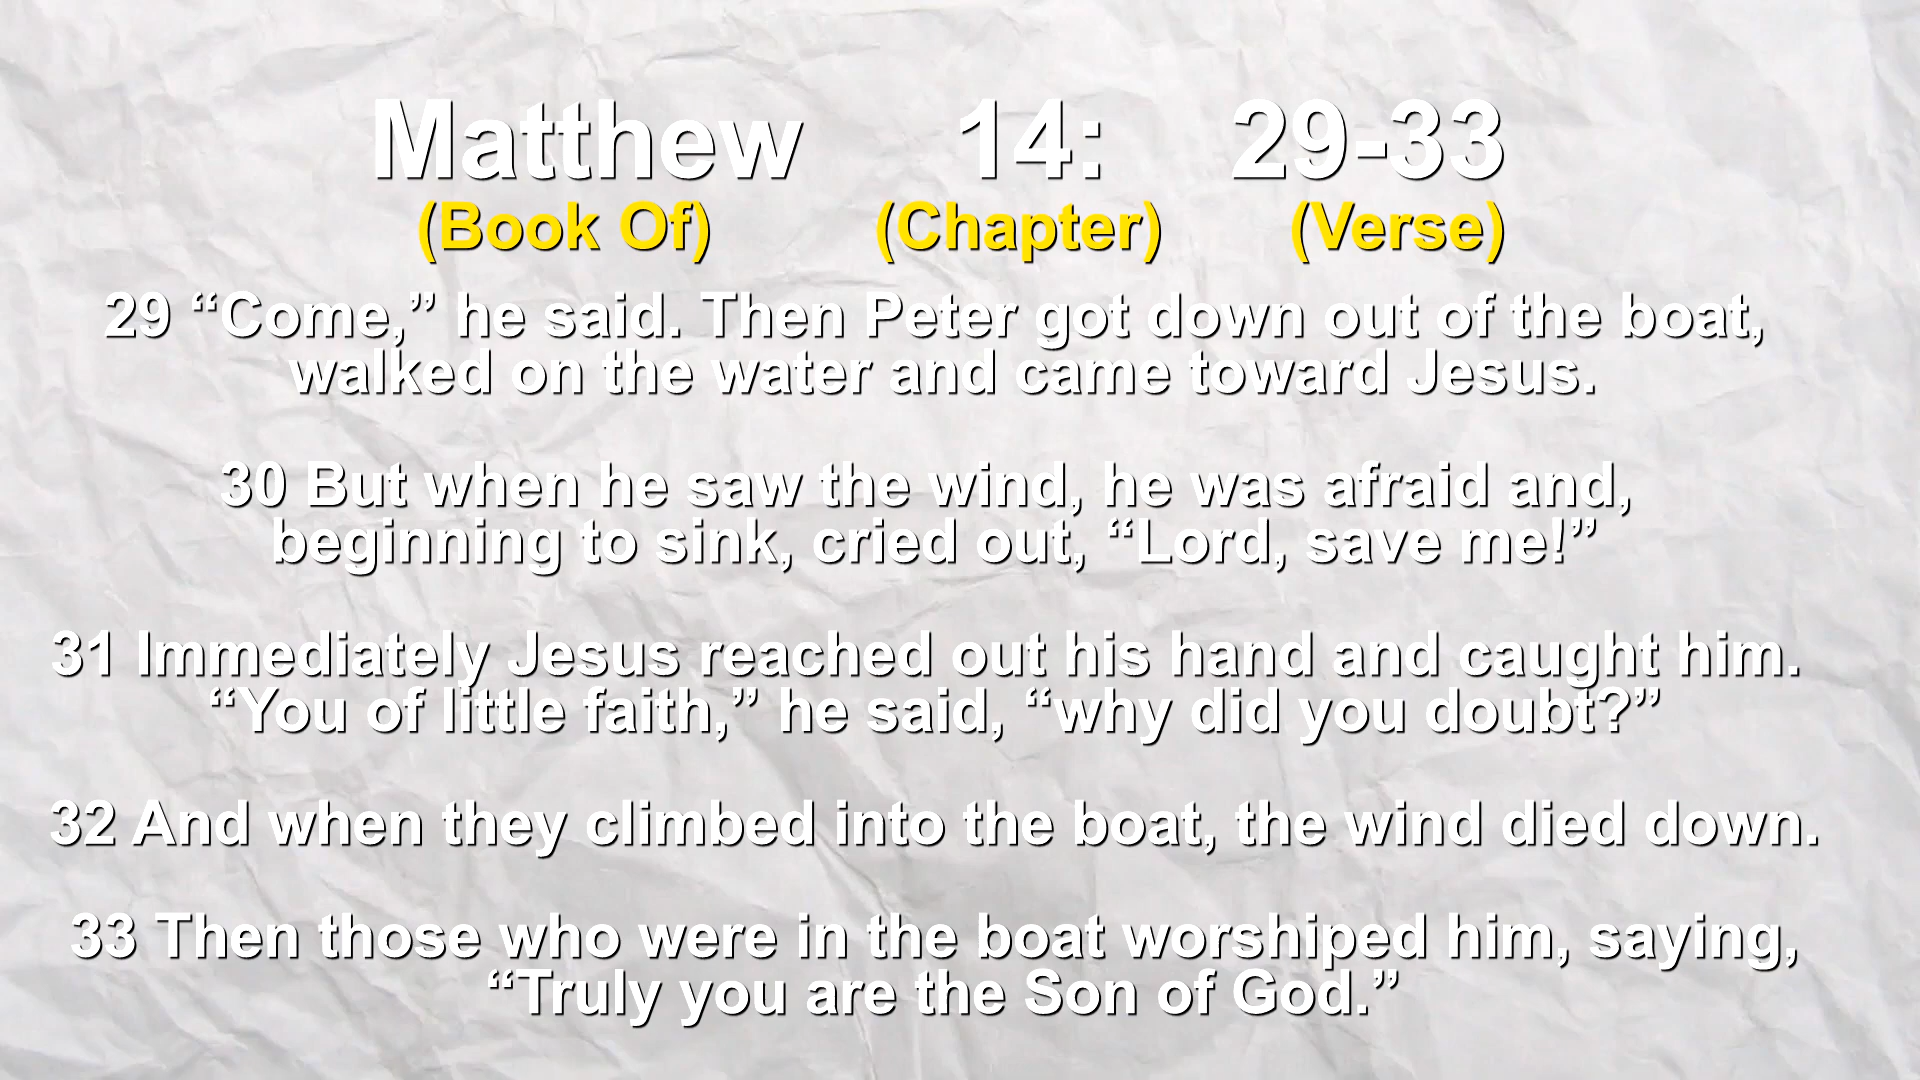 Matthew 14: 29-33
(Book Of) (Chapter) (Verse)
29 “Come,” he said. Then Peter got down out of the boat,
walked on the water and came toward Jesus.
30 But when he saw the wind, he was afraid and,
beginning to sink, cried out, “Lord, save me!”
31 Immediately Jesus reached out his hand and caught him.
“You of little faith,” he said, “why did you doubt?”
32 And when they climbed into the boat, the wind died down.
33 Then those who were in the boat worshiped him, saying,
“Truly you are the Son of God.”